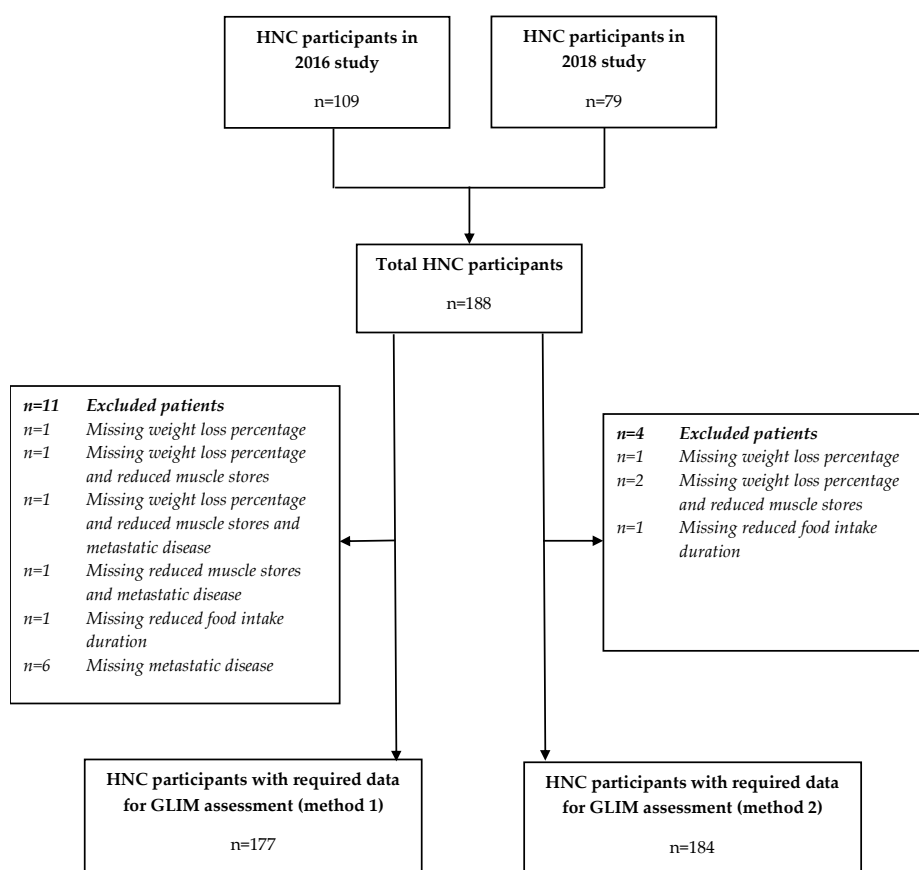 HNC participants in
2016 study
n=109
HNC participants in
2018 study
n=79
Total HNC participants
n=188
n=11 Excluded patients
n=1 Missing weight loss percentage
n=1 Missing weight loss percentage
and reduced muscle stores
n=1 Missing weight loss percentage
and reduced muscle stores and
metastatic disease
n=1 Missing reduced muscle stores
and metastatic disease
n=1 Missing reduced food intake
duration
n=6 Missing metastatic disease
n=4 Excluded patients
n=1 Missing weight loss percentage
n=2 Missing weight loss percentage
and reduced muscle stores
n=1 Missing reduced food intake
duration
HNC participants with required data
for GLIM assessment (method 1)
n=177
HNC participants with required data
for GLIM assessment (method 2)
n=184